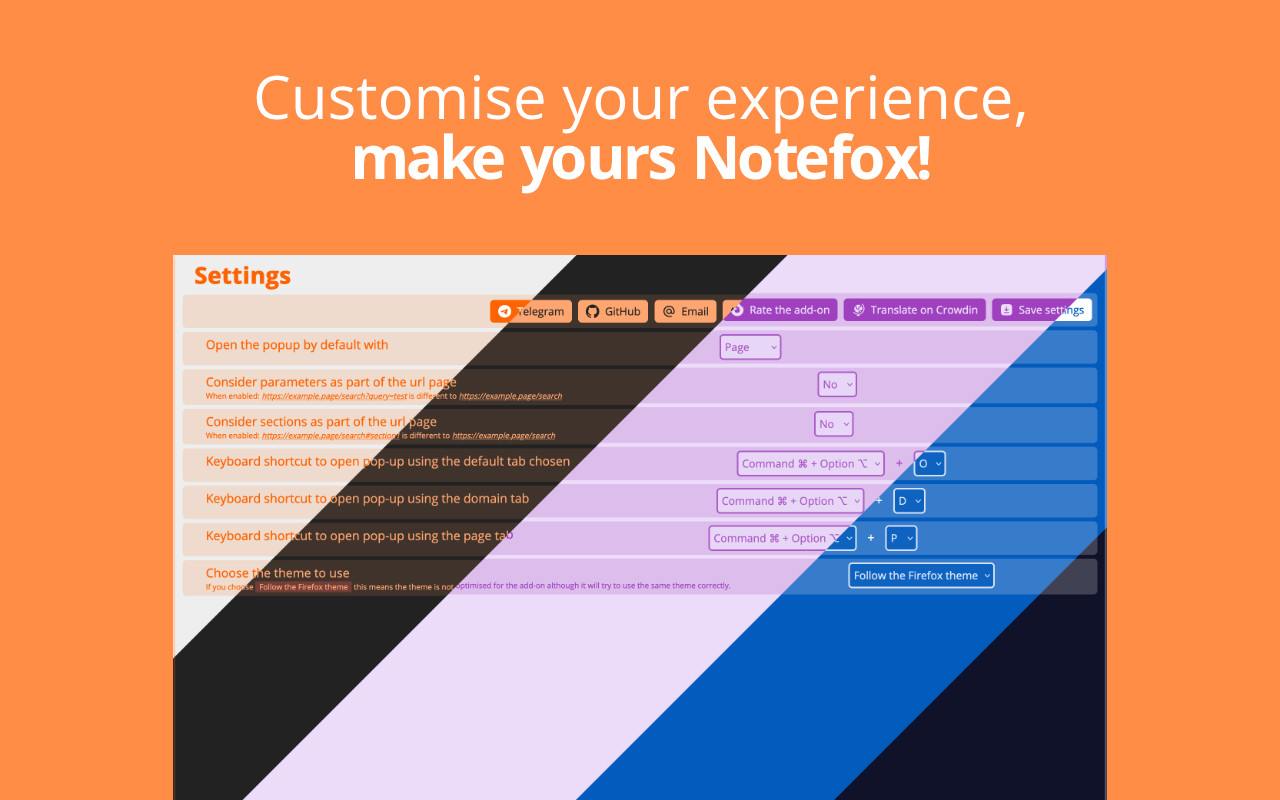 Customise your experience,
make yours Notefox!
Settings
Telegram GitHub Email Rate the add-on Translate on Crowdin Save settings
Open the popup by default with Page
Consider parameters as part of the url page No
When enabled: https://example.page/search?query=test is different to https://example.page/search
Consider sections as part of the url page No
When enabled: https://example.page/search#section1 is different to https://example.page/search
Keyboard shortcut to open pop-up using the default tab chosen Command ⌘ + Option ⌥ + O
Keyboard shortcut to open pop-up using the domain tab Command ⌘ + Option ⌥ + D
Keyboard shortcut to open pop-up using the page tab Command ⌘ + Option ⌥ + P
Choose the theme to use Follow the Firefox theme
If you choose Follow the Firefox theme this means the theme is not optimised for the add-on although it will try to use the same theme correctly.